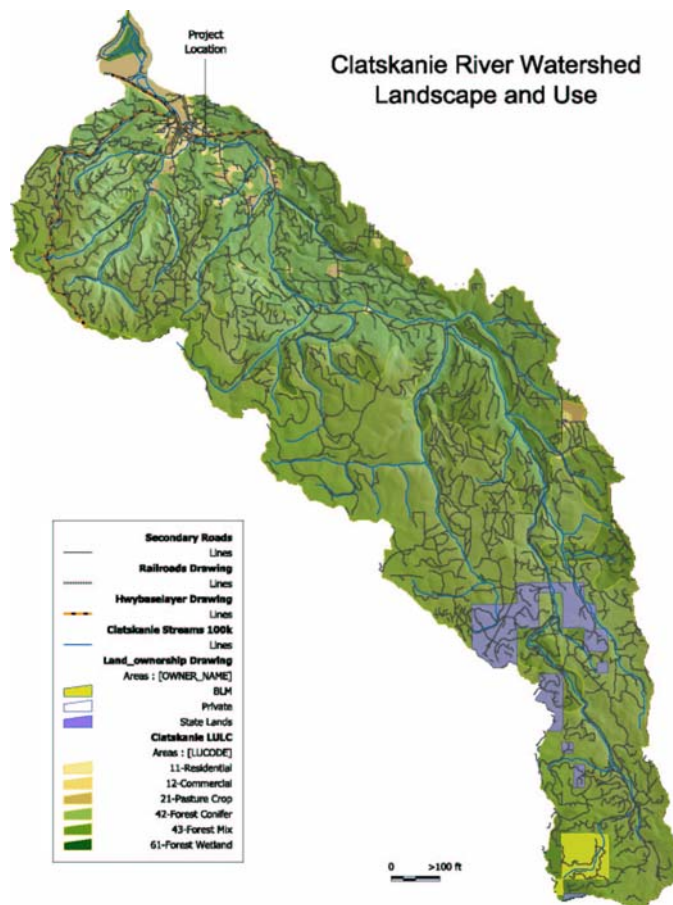 Project
Location
Clatskanie River Watershed
Landscape and Use
Secondary Roads
Lines
Railroads Drawing
Lines
Hwybaselayer Drawing
Lines
Clatskanie Streams 100k
Lines
Land_ownership Drawing
Areas : [OWNER_NAME]
BLM
Private
State Lands
Clatskanie LULC
Areas : [LUCODE]
11-Residential
12-Commercial
21-Pasture Crop
42-Forest Conifer
43-Forest Mix
61-Forest Wetland
0 >100 ft